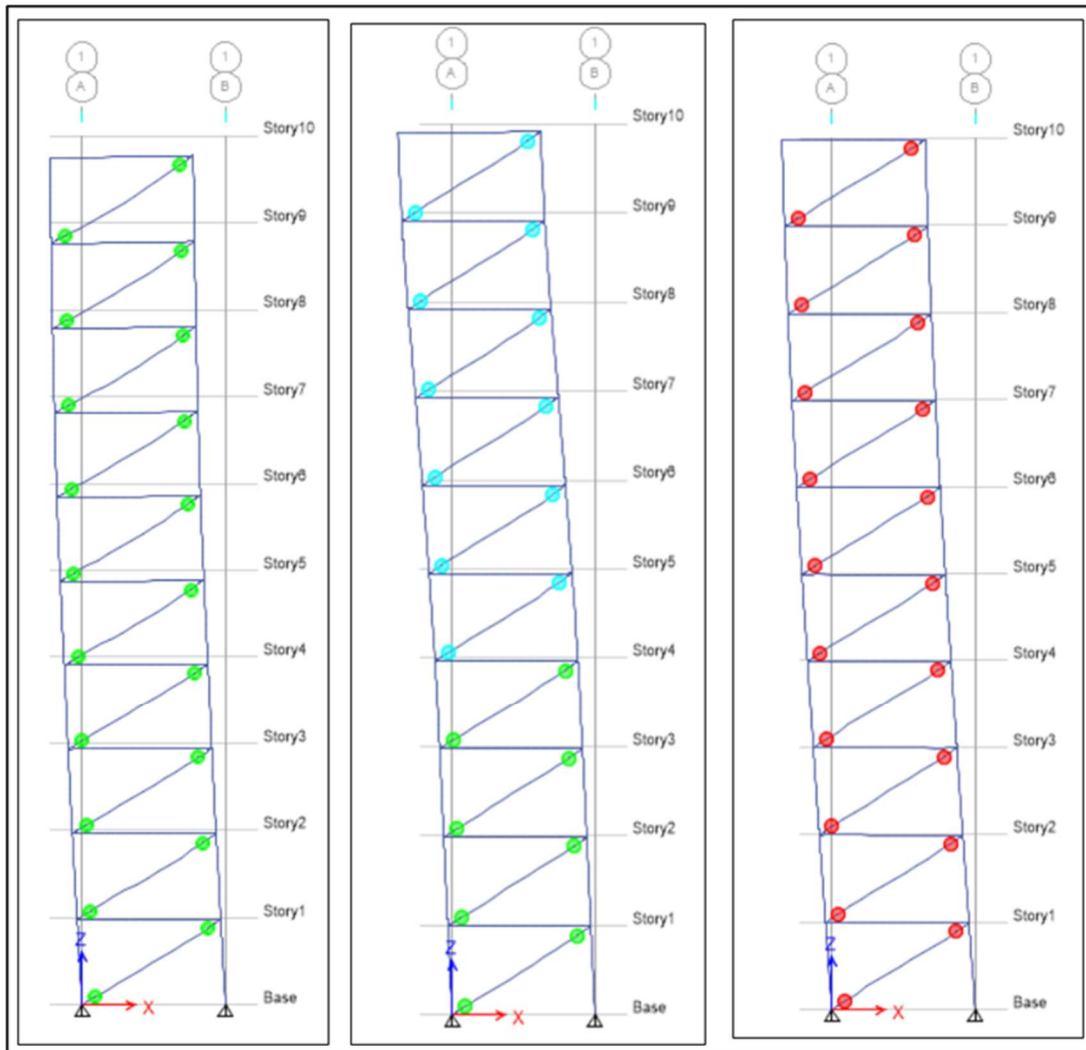 1
A
1
B
Story10
Story9
Story8
Story7
Story6
Story5
Story4
Story3
Story2
Story1
Z
Base
X
1
A
1
B
Story10
Story9
Story8
Story7
Story6
Story5
Story4
Story3
Story2
Story1
Z
Base
X
1
A
1
B
Story10
Story9
Story8
Story7
Story6
Story5
Story4
Story3
Story2
Story1
Z
Base
X